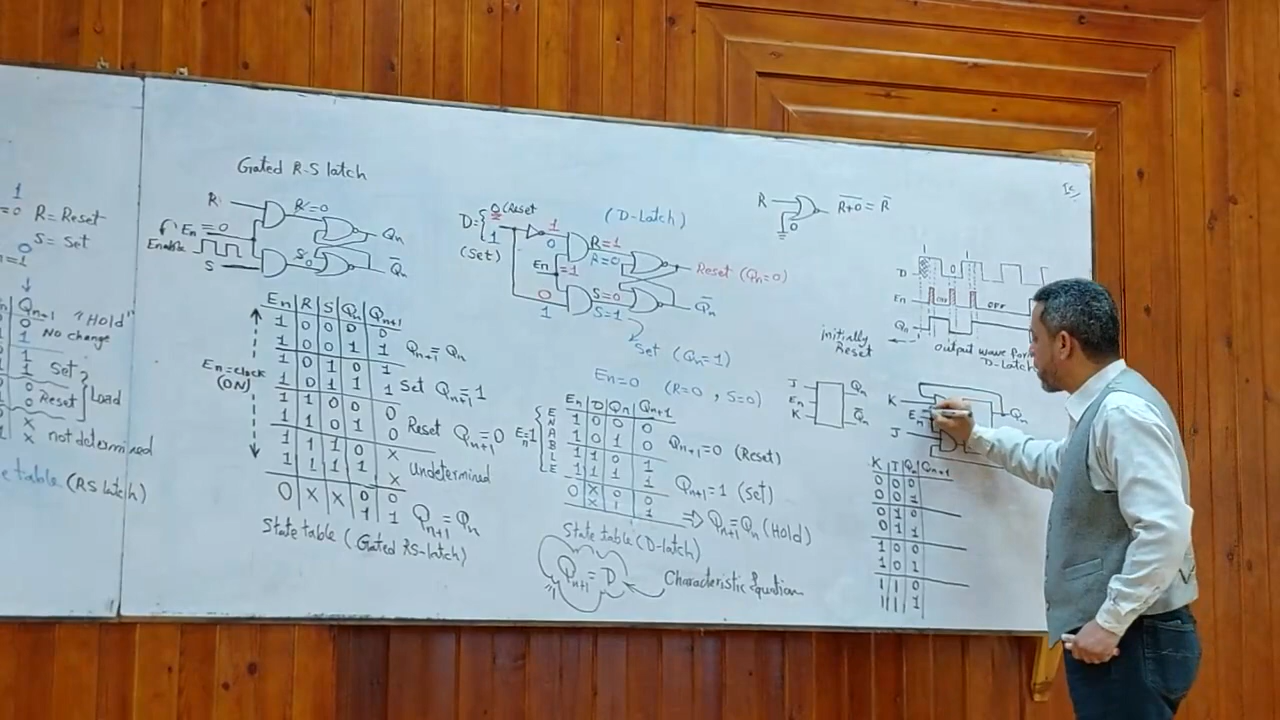 1
=0 R=Reset
0 S=Set
n=1
Qn+1 "Hold"
0
1 No change
1
1 Set
0
0 Reset } Load
x
x not determined
e table (RS latch)
Gated R-S latch
R R'=0
En=0
Enable
S
Qn
Q̅n
En R S Qn Qn+1
1 0 0 0 0
1 0 0 1 1 Qn+1=Qn
1 0 1 0 1
1 0 1 1 1 Set Qn+1=1
1 1 0 0 0
1 1 0 1 0 Reset Qn+1=0
1 1 1 0 x
1 1 1 1 x undetermined
0 x x 0 0
1 1 Qn+1=Qn
En=clock
(ON)
State table (Gated RS-latch)
(D-Latch)
D={ 0 (Reset
1
(Set)
1
0
R=1
R=0
En=1
0
1
S=0
S=1
Reset (Qn=0)
Q̅n
Set (Qn=1)
En=0 (R=0 , S=0)
En D Qn Qn+1
1 0 0 0
1 0 1 0 Qn+1=0 (Reset)
1 1 0 1
1 1 1 1 Qn+1=1 (Set)
0 x 0 0
x 1 1 ⇒ Qn+1=Qn (Hold)
En=1
ENABLE
State table (D-latch)
Qn+1=D Characteristic Equation
R
0
R+0 = R̅
D
En OFF OFF
Qn
initially
Reset
output wave for
D-Latch
J
En
K
Qn
Q̅n
K
En
J
Qn
K J Qn Qn+1
0 0 0
0 0 1
0 1 0
0 1 1
1 0 0
1 0 1
1 1 0
1 1 1